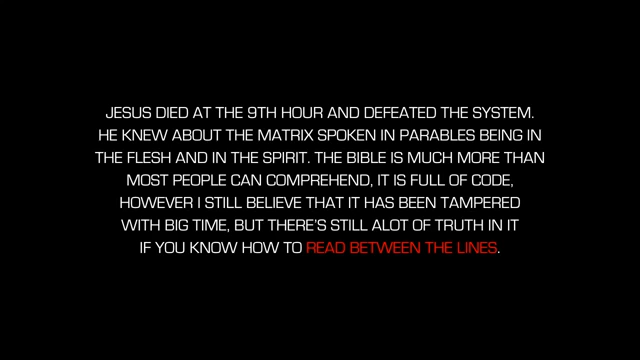 JESUS DIED AT THE 9TH HOUR AND DEFEATED THE SYSTEM.
HE KNEW ABOUT THE MATRIX SPOKEN IN PARABLES BEING IN
THE FLESH AND IN THE SPIRIT. THE BIBLE IS MUCH MORE THAN
MOST PEOPLE CAN COMPREHEND, IT IS FULL OF CODE,
HOWEVER I STILL BELIEVE THAT IT HAS BEEN TAMPERED
WITH BIG TIME, BUT THERE'S STILL ALOT OF TRUTH IN IT
IF YOU KNOW HOW TO READ BETWEEN THE LINES.